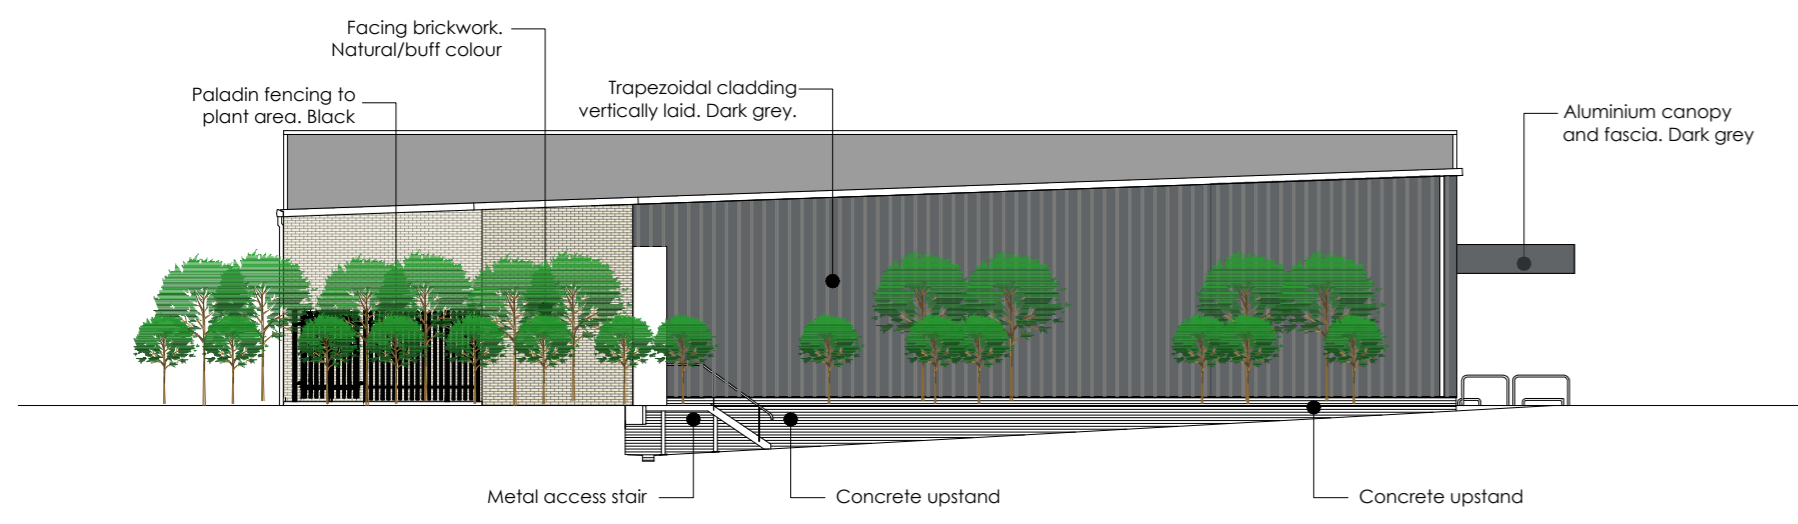 Facing brickwork.
Natural/buff colour
Paladin fencing to
plant area. Black
Trapezoidal cladding
vertically laid. Dark grey.
Aluminium canopy
and fascia. Dark grey
Metal access stair
Concrete upstand
Concrete upstand